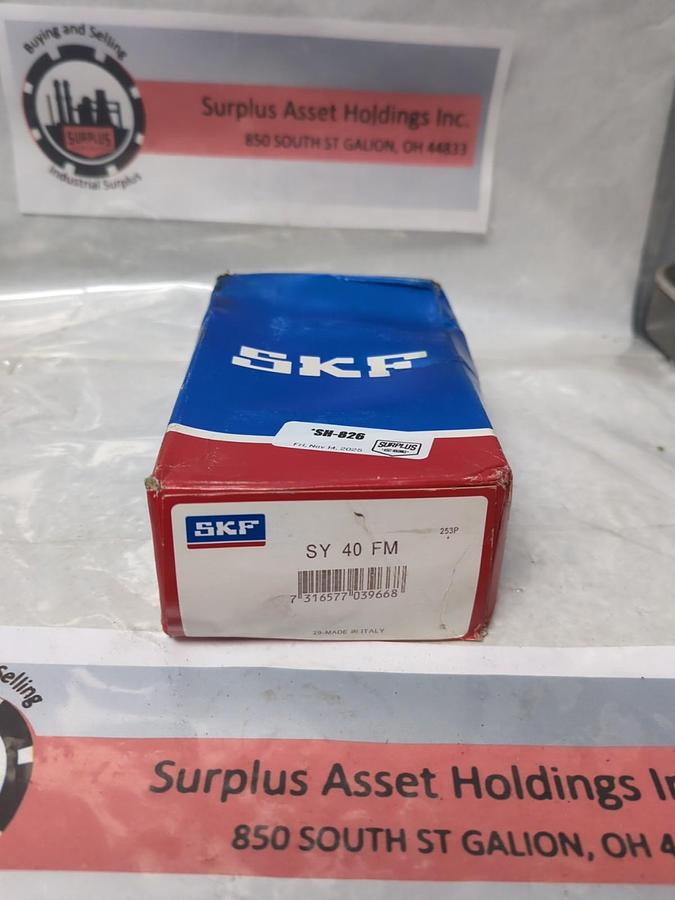 Buying and Selling
SURPLUS
Industrial Surplus
Surplus Asset Holdings Inc.
850 SOUTH ST GALION, OH 44833
SKF
*SH-826
Fri, Nov 14, 2025
SURPLUS
SKF
253P
SY 40 FM
7 316577 039668
29-MADE IN ITALY
Selling
Surplus Asset Holdings I
850 SOUTH ST GALION, OH 4